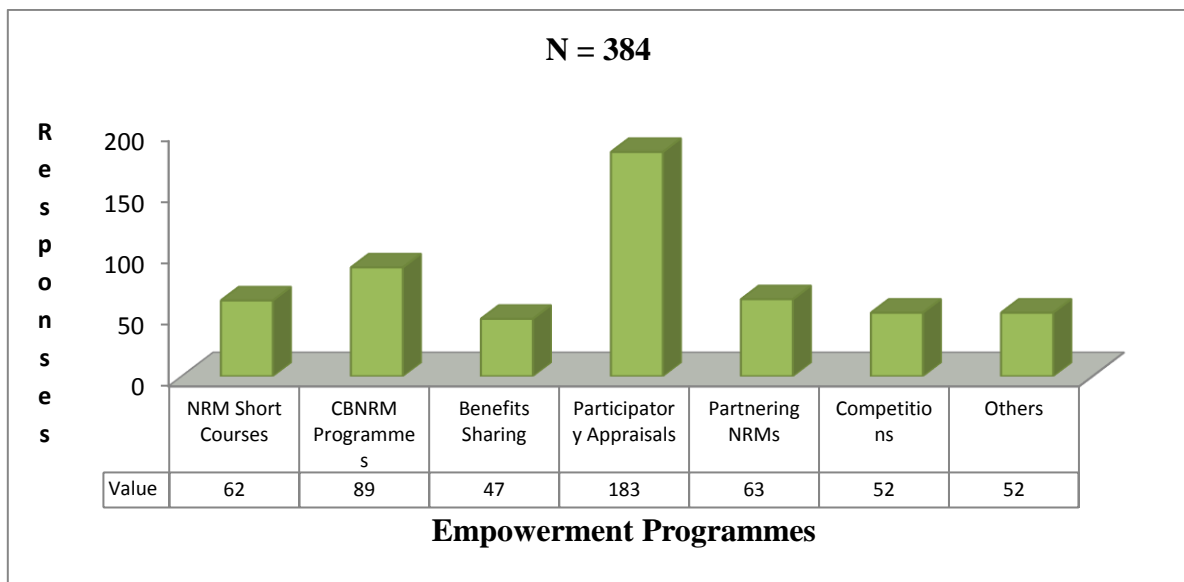 N = 384
Responses
200
150
100
50
0
NRM Short
Courses
CBNRM
Programme
s
Benefits
Sharing
Participator
y Appraisals
Partnering
NRMs
Competitio
ns
Others
Value 62 89 47 183 63 52 52
Empowerment Programmes